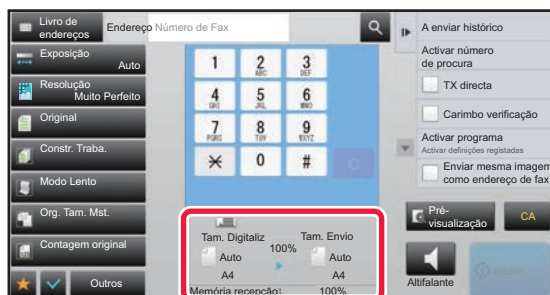 Livro de
endereços
Endereço
Número de Fax
A enviar histórico
Exposição
Auto
Activar número
de procura
Resolução
Muito Perfeito
TX directa
Original
Carimbo verificação
Constr. Traba.
Activar programa
Activar definições registadas
Modo Lento
Enviar mesma imagem
como endereço de fax
Org. Tam. Mst.
Contagem original
Outros
1 2 ABC 3 DEF
4 GHI 5 JKL 6 MNO
7 PQRS 8 TUV 9 WXYZ
0 # C
Tam. Digitaliz 100% Tam. Envio
Auto Auto
A4 A4
Memória recepção: 100%
Pré-
visualização
CA
Altifalante
Iniciar